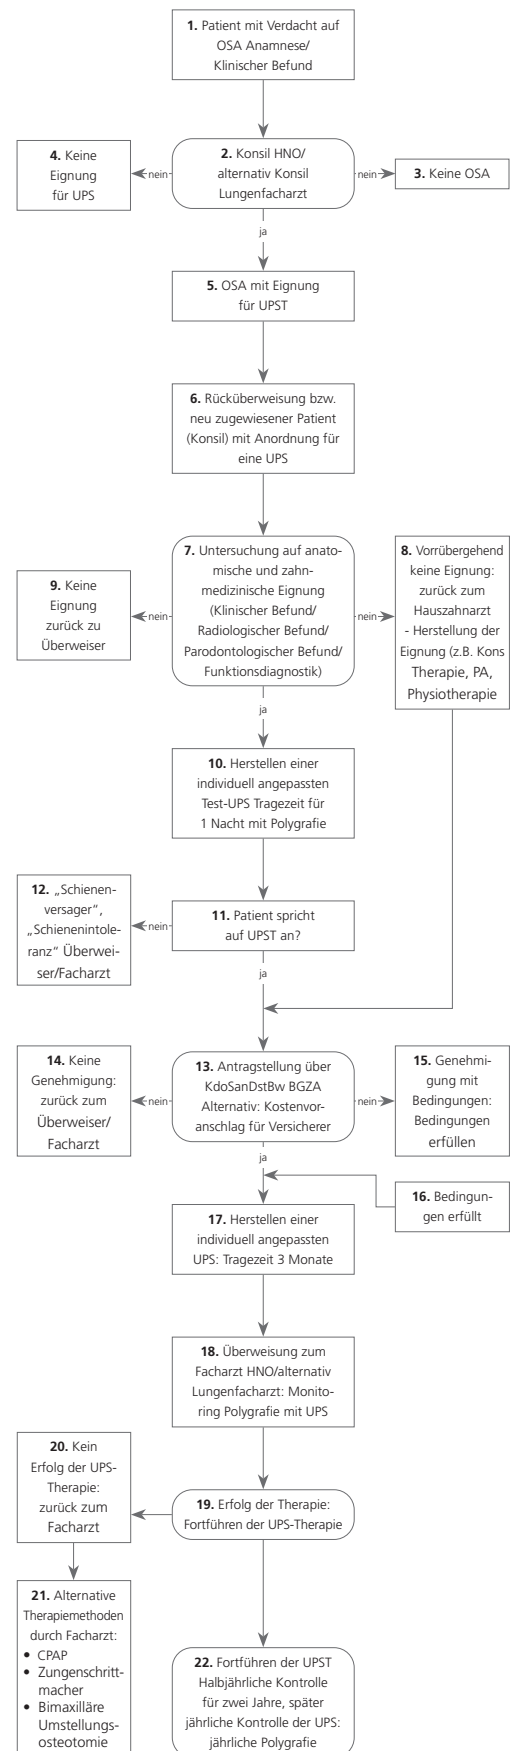 1. Patient mit Verdacht auf
OSA Anamnese/
Klinischer Befund
2. Konsil HNO/
alternativ Konsil
Lungenfacharzt
nein
4. Keine
Eignung
für UPS
nein
3. Keine OSA
ja
5. OSA mit Eignung
für UPST
6. Rücküberweisung bzw.
neu zugewiesener Patient
(Konsil) mit Anordnung für
eine UPS
7. Untersuchung auf anato-
mische und zahn-
medizinische Eignung
(Klinischer Befund/
Radiologischer Befund/
Parodontologischer Befund/
Funktionsdiagnostik)
nein
9. Keine
Eignung
zurück zu
Überweiser
nein
8. Vorrübergehend
keine Eignung:
zurück zum
Hauszahnarzt
- Herstellung der
Eignung (z.B. Kons
Therapie, PA,
Physiotherapie
ja
10. Herstellen einer
individuell angepassten
Test-UPS Tragezeit für
1 Nacht mit Polygrafie
11. Patient spricht
auf UPST an?
nein
12. „Schienen-
versager“,
„Schienenintole-
ranz“ Überwei-
ser/Facharzt
ja
13. Antragstellung über
KdoSanDstBw BGZA
Alternativ: Kostenvor-
anschlag für Versicherer
nein
14. Keine
Genehmigung:
zurück zum
Überweiser/
Facharzt
nein
15. Genehmi-
gung mit
Bedingungen:
Bedingungen
erfüllen
ja
16. Bedingun-
gen erfüllt
17. Herstellen einer
individuell angepassten
UPS: Tragezeit 3 Monate
18. Überweisung zum
Facharzt HNO/alternativ
Lungenfacharzt: Monito-
ring Polygrafie mit UPS
19. Erfolg der Therapie:
Fortführen der UPS-Therapie
20. Kein
Erfolg der UPS-
Therapie:
zurück zum
Facharzt
21. Alternative
Therapiemethoden
durch Facharzt:
• CPAP
• Zungenschritt-
macher
• Bimaxilläre
Umstellungs-
osteotomie
22. Fortführen der UPST
Halbjährliche Kontrolle
für zwei Jahre, später
jährliche Kontrolle der UPS:
jährliche Polygrafie